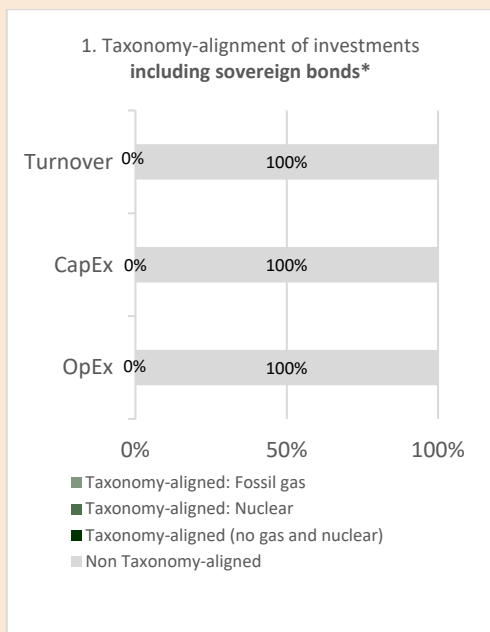 1. Taxonomy-alignment of investments
including sovereign bonds*
Turnover 0% 100%
CapEx 0% 100%
OpEx 0% 100%
0% 50% 100%
Taxonomy-aligned: Fossil gas
Taxonomy-aligned: Nuclear
Taxonomy-aligned (no gas and nuclear)
Non Taxonomy-aligned